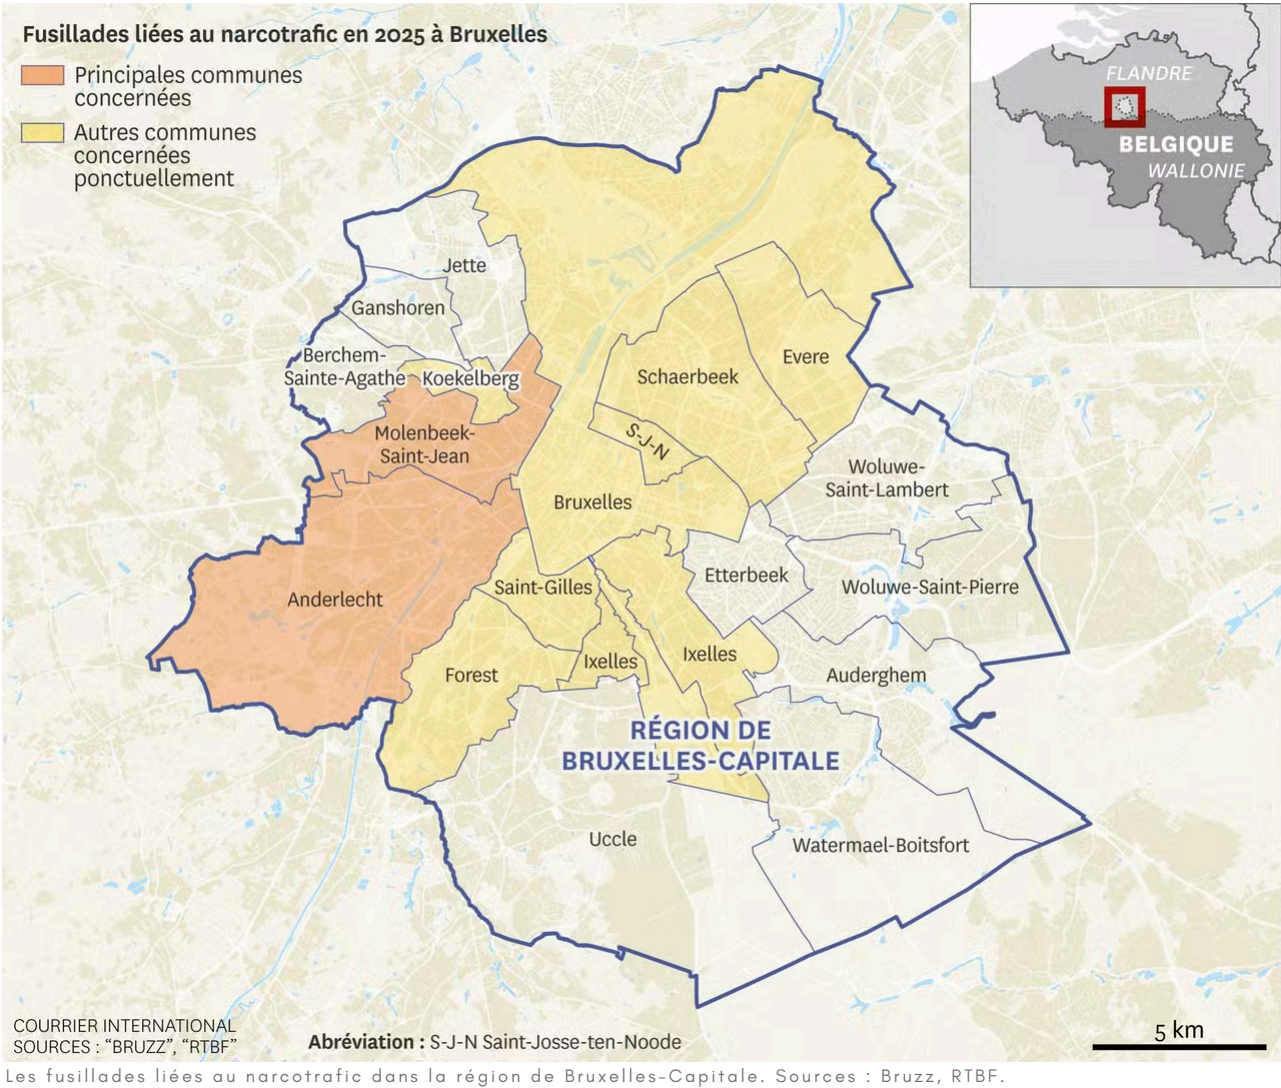 Fusillades liées au narcotrafic en 2025 à Bruxelles
Principales communes
concernées
Autres communes
concernées
ponctuellement
FLANDRE
BELGIQUE
WALLONIE
Jette
Ganshoren
Berchem-
Sainte-Agathe
Koekelberg
Schaerbeek
Evere
Molenbeek-
Saint-Jean
S-J-N
Woluwe-
Saint-Lambert
Bruxelles
Anderlecht
Saint-Gilles
Etterbeek
Woluwe-Saint-Pierre
Forest
Ixelles
Ixelles
Auderghem
RÉGION DE
BRUXELLES-CAPITALE
Uccle
Watermael-Boitsfort
COURRIER INTERNATIONAL
SOURCES : “BRUZZ”, “RTBF”
Abréviation : S-J-N Saint-Josse-ten-Noode
5 km
Les fusillades liées au narcotrafic dans la région de Bruxelles-Capitale. Sources : Bruzz, RTBF.